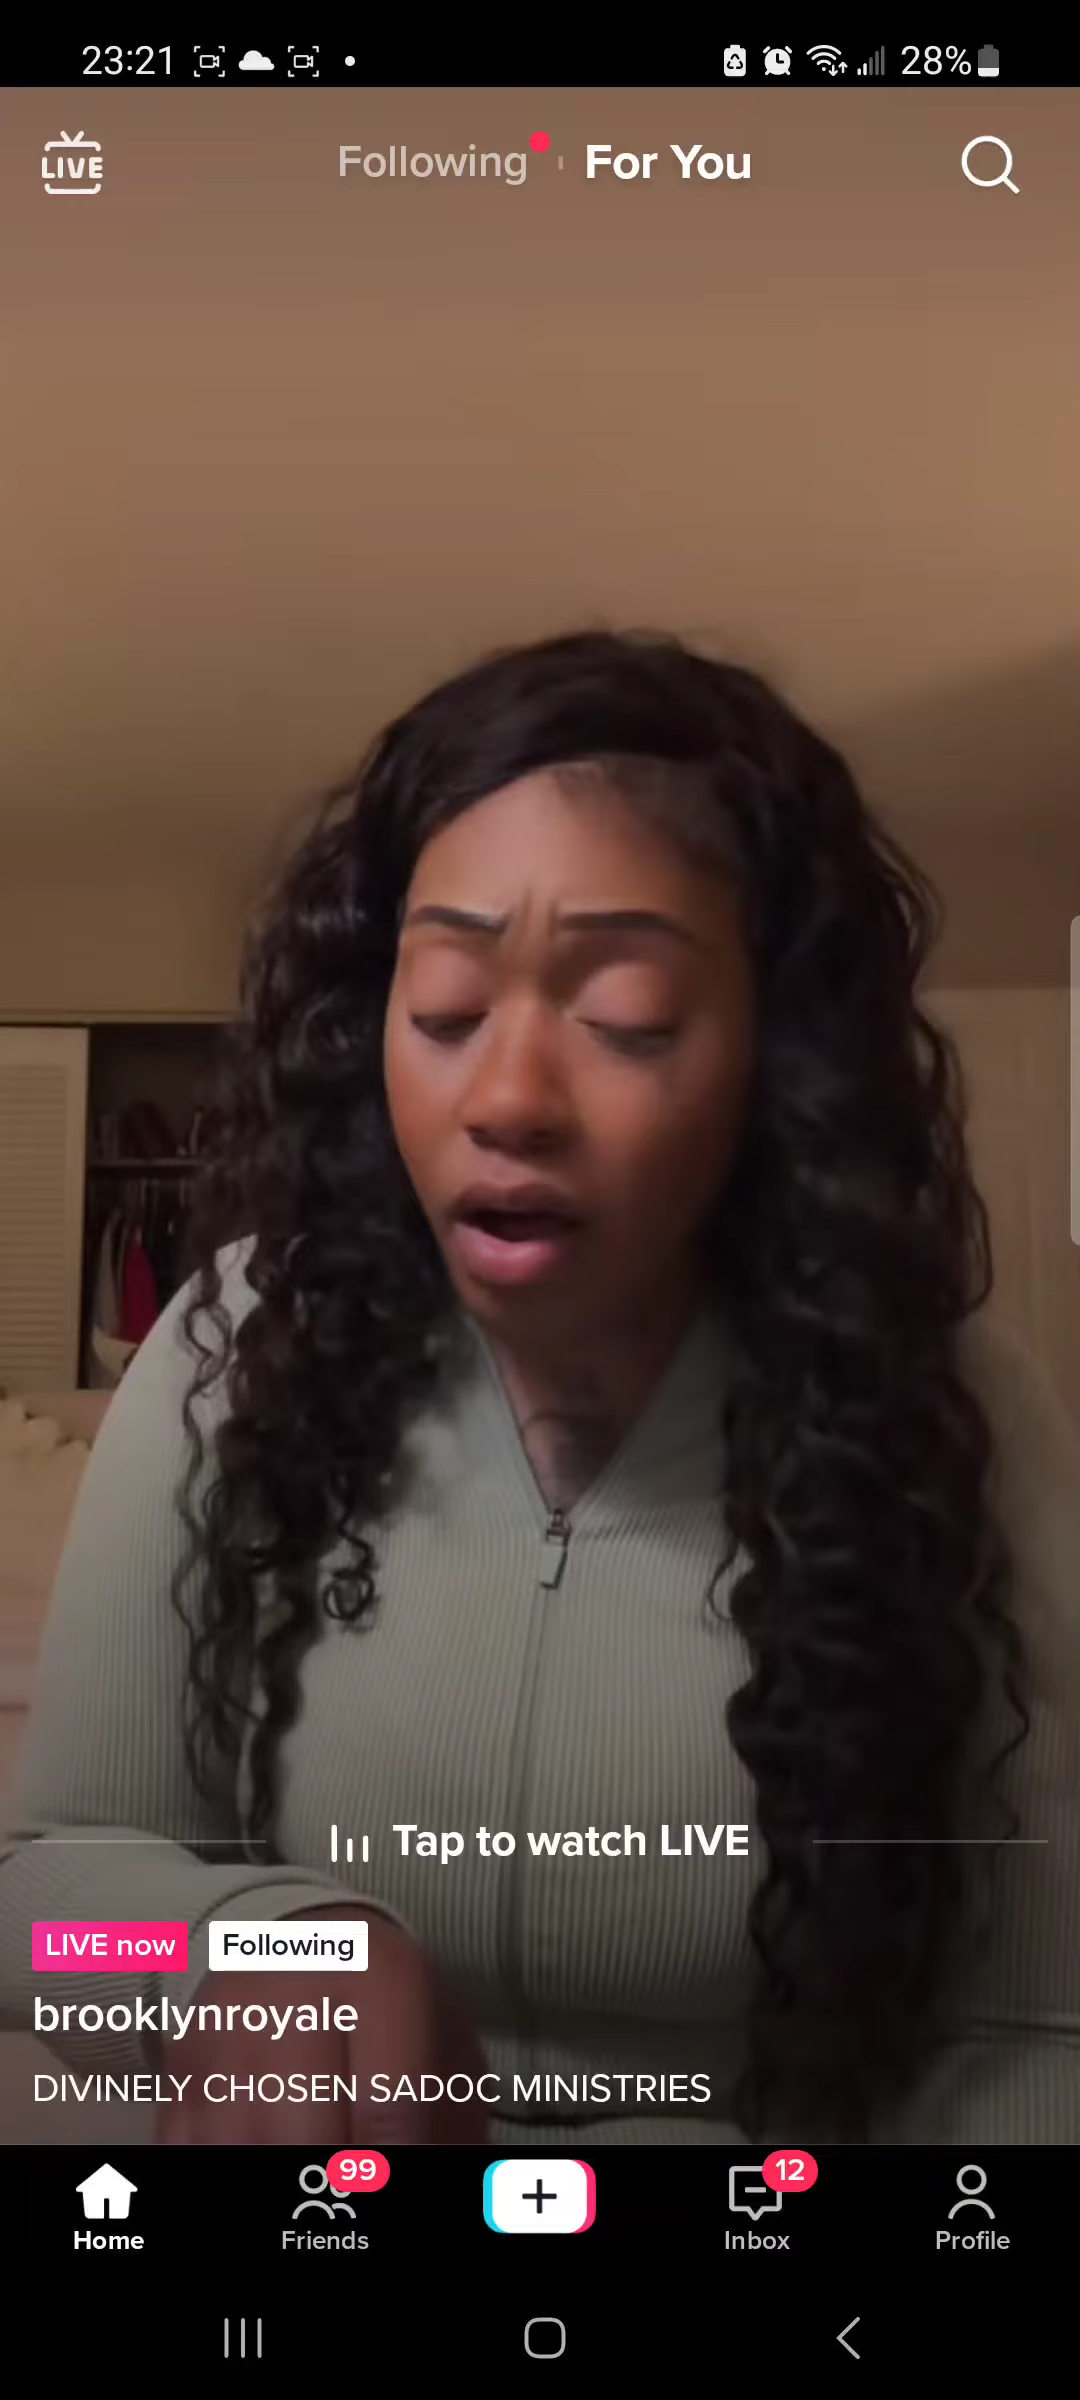 23:21
28%
LIVE
Following
For You
Tap to watch LIVE
LIVE now
Following
brooklynroyale
DIVINELY CHOSEN SADOC MINISTRIES
99
12
Home
Friends
Inbox
Profile